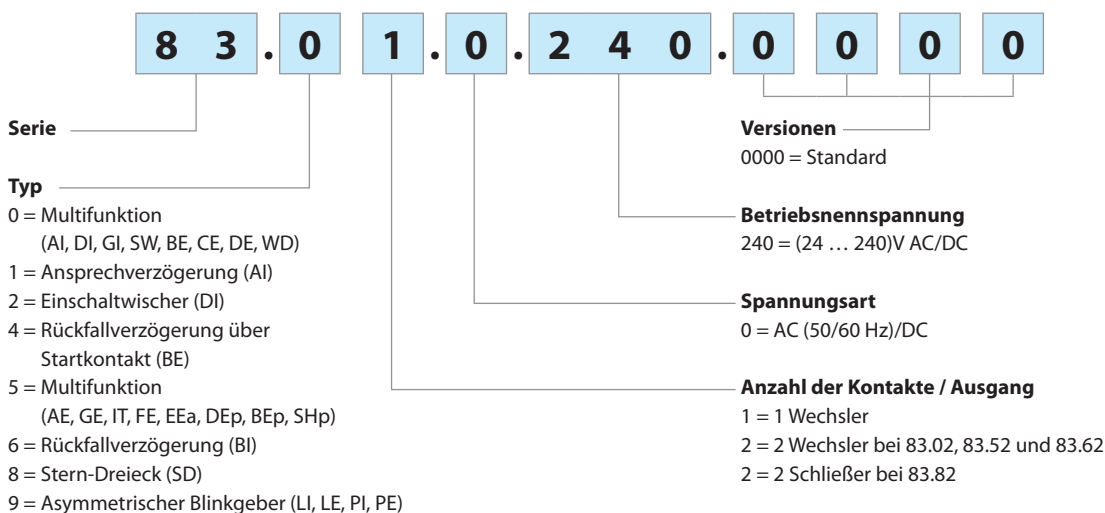 8 3 . 0 1 . 0 . 2 4 0 . 0 0 0 0
Serie
Typ
0 = Multifunktion
(AI, DI, GI, SW, BE, CE, DE, WD)
1 = Ansprechverzögerung (AI)
2 = Einschaltwischer (DI)
4 = Rückfallverzögerung über
Startkontakt (BE)
5 = Multifunktion
(AE, GE, IT, FE, EEa, DEp, BEp, SHp)
6 = Rückfallverzögerung (BI)
8 = Stern-Dreieck (SD)
9 = Asymmetrischer Blinkgeber (LI, LE, PI, PE)
Versionen
0000 = Standard
Betriebsnennspannung
240 = (24 … 240)V AC/DC
Spannungsart
0 = AC (50/60 Hz)/DC
Anzahl der Kontakte / Ausgang
1 = 1 Wechsler
2 = 2 Wechsler bei 83.02, 83.52 und 83.62
2 = 2 Schließer bei 83.82